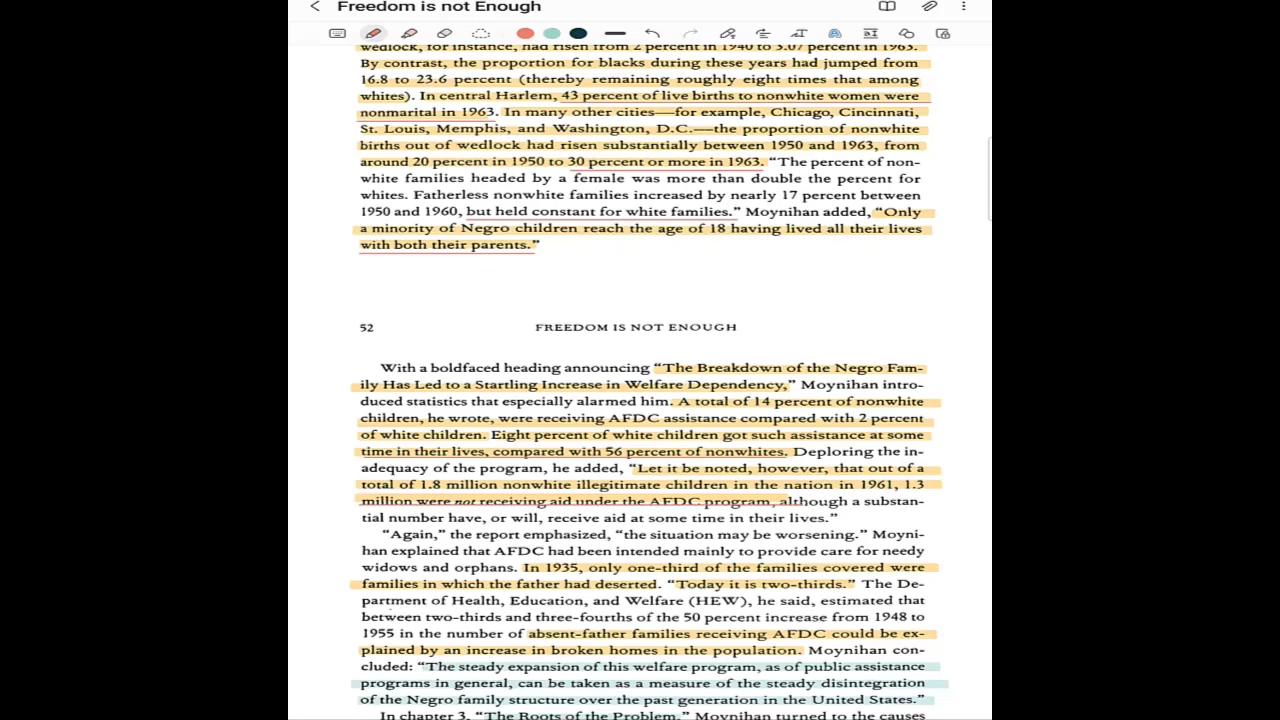 Freedom is not Enough
wedlock, for instance, had risen from 2 percent in 1940 to 3.07 percent in 1963.
By contrast, the proportion for blacks during these years had jumped from
16.8 to 23.6 percent (thereby remaining roughly eight times that among
whites). In central Harlem, 43 percent of live births to nonwhite women were
nonmarital in 1963. In many other cities—for example, Chicago, Cincinnati,
St. Louis, Memphis, and Washington, D.C.—the proportion of nonwhite
births out of wedlock had risen substantially between 1950 and 1963, from
around 20 percent in 1950 to 30 percent or more in 1963. “The percent of non-
white families headed by a female was more than double the percent for
whites. Fatherless nonwhite families increased by nearly 17 percent between
1950 and 1960, but held constant for white families.” Moynihan added, “Only
a minority of Negro children reach the age of 18 having lived all their lives
with both their parents.”
52 FREEDOM IS NOT ENOUGH
With a boldfaced heading announcing “The Breakdown of the Negro Fam-
ily Has Led to a Startling Increase in Welfare Dependency,” Moynihan intro-
duced statistics that especially alarmed him. A total of 14 percent of nonwhite
children, he wrote, were receiving AFDC assistance compared with 2 percent
of white children. Eight percent of white children got such assistance at some
time in their lives, compared with 56 percent of nonwhites. Deploring the in-
adequacy of the program, he added, “Let it be noted, however, that out of a
total of 1.8 million nonwhite illegitimate children in the nation in 1961, 1.3
million were not receiving aid under the AFDC program, although a substan-
tial number have, or will, receive aid at some time in their lives.”
“Again,” the report emphasized, “the situation may be worsening.” Moyni-
han explained that AFDC had been intended mainly to provide care for needy
widows and orphans. In 1935, only one-third of the families covered were
families in which the father had deserted. “Today it is two-thirds.” The De-
partment of Health, Education, and Welfare (HEW), he said, estimated that
between two-thirds and three-fourths of the 50 percent increase from 1948 to
1955 in the number of absent-father families receiving AFDC could be ex-
plained by an increase in broken homes in the population. Moynihan con-
cluded: “The steady expansion of this welfare program, as of public assistance
programs in general, can be taken as a measure of the steady disintegration
of the Negro family structure over the past generation in the United States.”
In chapter 3, “The Roots of the Problem,” Moynihan turned to the causes